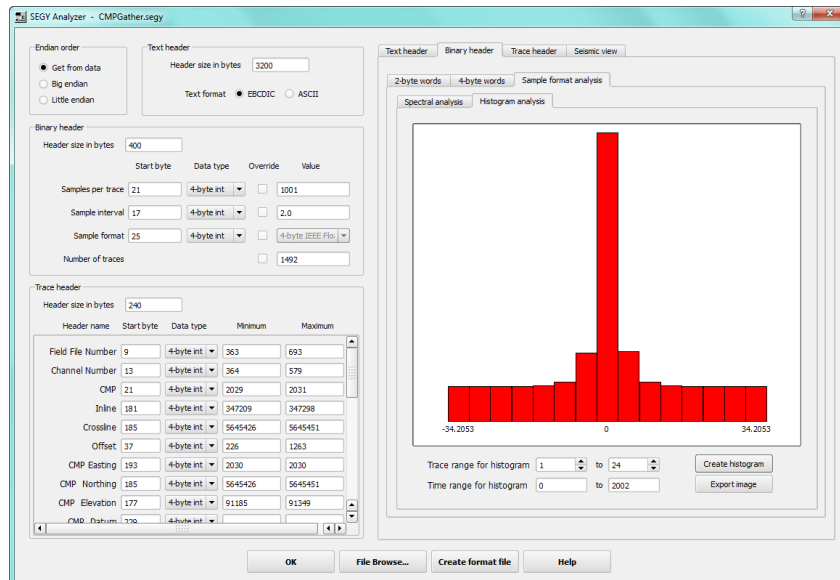 SEGY Analyzer - CMPGather.segy
Endian order
Get from data
Big endian
Little endian
Text header
Header size in bytes 3200
Text format EBCDIC ASCII
Binary header
Header size in bytes 400
Start byte Data type Override Value
Samples per trace 21 4-byte int 1001
Sample interval 17 4-byte int 2.0
Sample format 25 4-byte int 4-byte IEEE Floa
Number of traces 1492
Trace header
Header size in bytes 240
Header name Start byte Data type Minimum Maximum
Field File Number 9 4-byte int 363 693
Channel Number 13 4-byte int 364 579
CMP 21 4-byte int 2029 2031
Inline 181 4-byte int 347209 347298
Crossline 185 4-byte int 5645426 5645451
Offset 37 4-byte int 226 1263
CMP Easting 193 4-byte int 2030 2030
CMP Northing 185 4-byte int 5645426 5645451
CMP Elevation 177 4-byte int 91185 91349
CMP Datum 229 4-byte int
Text header Binary header Trace header Seismic view
2-byte words 4-byte words Sample format analysis
Spectral analysis Histogram analysis
-34.2053 0 34.2053
Trace range for histogram 1 to 24 Create histogram
Time range for histogram 0 to 2002 Export image
OK File Browse... Create format file Help